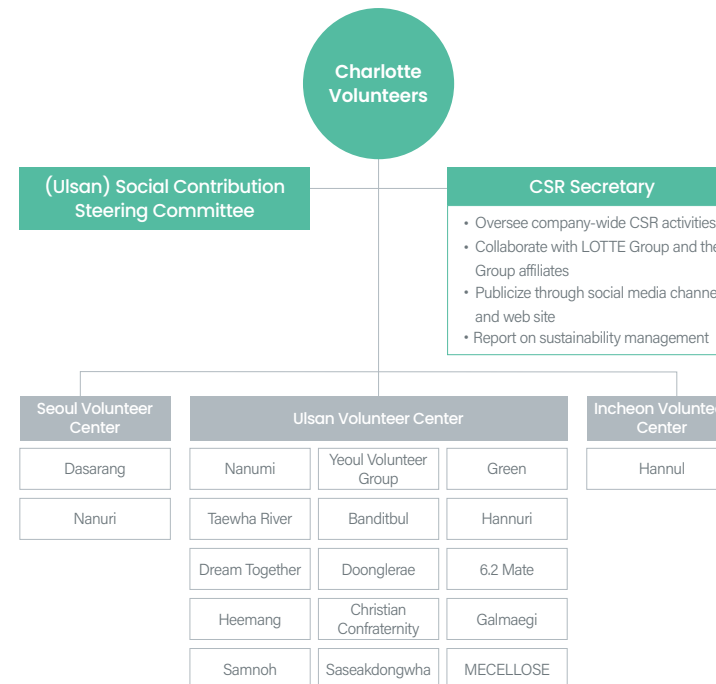 Charlotte
Volunteers
(Ulsan) Social Contribution
Steering Committee
CSR Secretary
• Oversee company-wide CSR activities
• Collaborate with LOTTE Group and
Group affiliates
• Publicize through social media
and web site
• Report on sustainability management
Seoul Volunteer
Center
Ulsan Volunteer Center
Incheon
Center
Dasarang
Nanumi
Yeoul Volunteer
Group
Green
Hannul
Nanuri
Taewha River
Banditbul
Hannuri
Dream Together
Doonglerae
6.2 Mate
Heemang
Christian
Confraternity
Galmaegi
Samnoh
Saseakdongwha
MECELLOSE